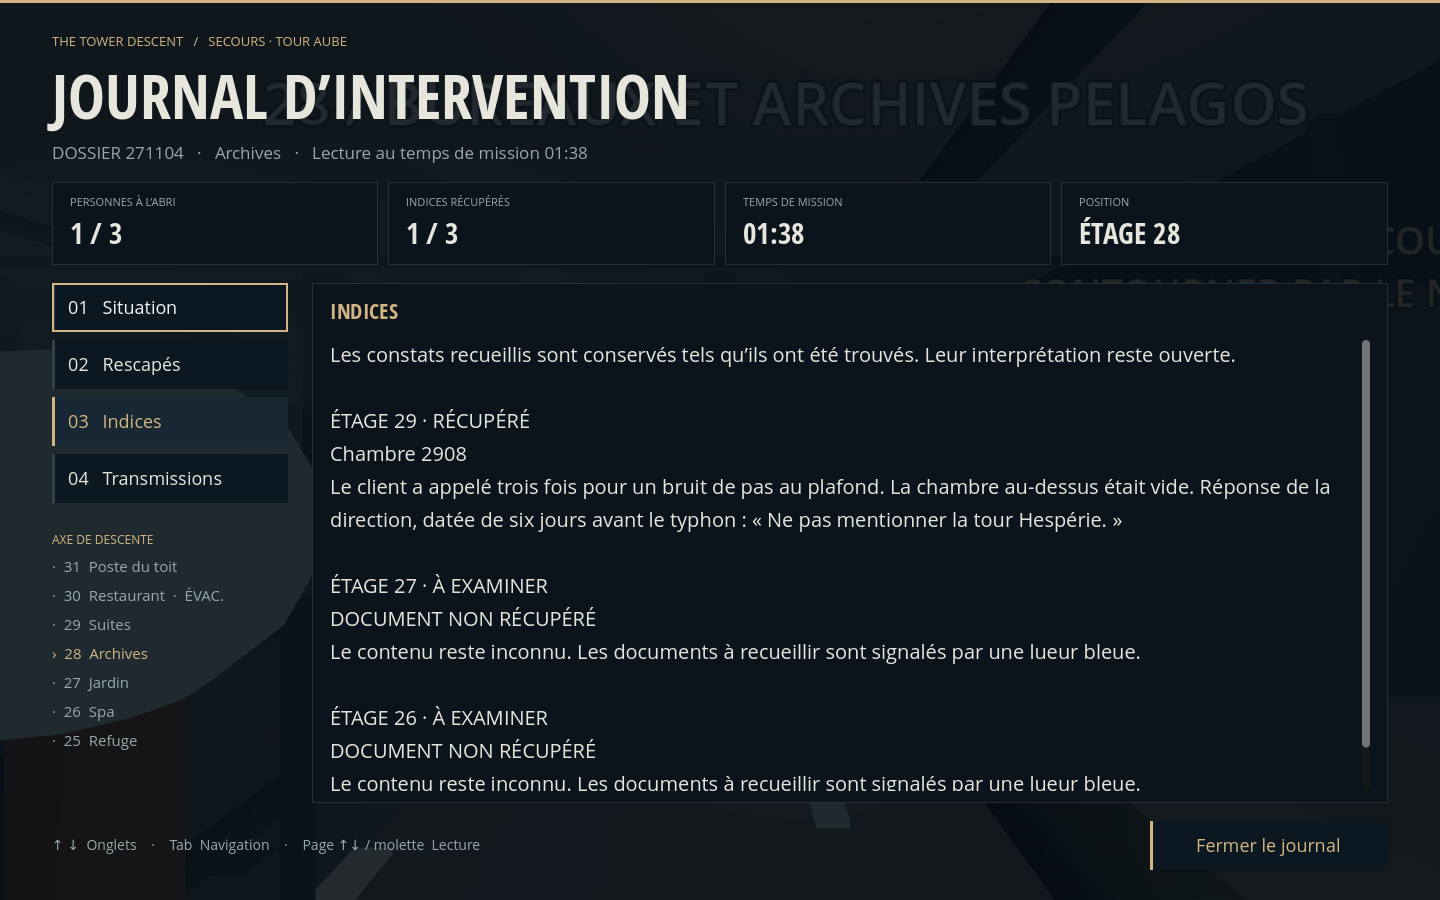 THE TOWER DESCENT / SECOURS · TOUR AUBE
JOURNAL D’INTERVENTION
ET ARCHIVES PELAGOS
DOSSIER 271104 · Archives · Lecture au temps de mission 01:38
PERSONNES À L'ABRI
1 / 3
INDICES RÉCUPÉRÉS
1 / 3
TEMPS DE MISSION
01:38
POSITION
ÉTAGE 28
01 Situation
02 Rescapés
03 Indices
04 Transmissions
AXE DE DESCENTE
· 31 Poste du toit
· 30 Restaurant · ÉVAC.
· 29 Suites
› 28 Archives
· 27 Jardin
· 26 Spa
· 25 Refuge
INDICES
Les constats recueillis sont conservés tels qu’ils ont été trouvés. Leur interprétation reste ouverte.
ÉTAGE 29 · RÉCUPÉRÉ
Chambre 2908
Le client a appelé trois fois pour un bruit de pas au plafond. La chambre au-dessus était vide. Réponse de la
direction, datée de six jours avant le typhon : « Ne pas mentionner la tour Hespérie. »
ÉTAGE 27 · À EXAMINER
DOCUMENT NON RÉCUPÉRÉ
Le contenu reste inconnu. Les documents à recueillir sont signalés par une lueur bleue.
ÉTAGE 26 · À EXAMINER
DOCUMENT NON RÉCUPÉRÉ
Le contenu reste inconnu. Les documents à recueillir sont signalés par une lueur bleue.
↑ ↓ Onglets · Tab Navigation · Page ↑↓ / molette Lecture
Fermer le journal